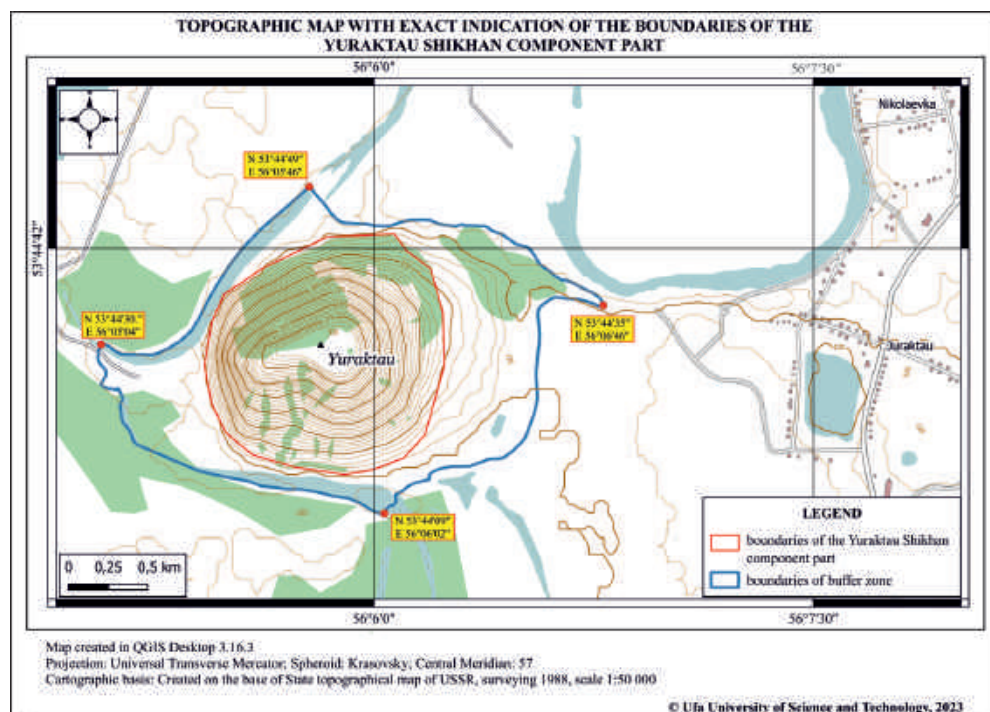 TOPOGRAPHIC MAP WITH EXACT INDICATION OF THE BOUNDARIES OF THE
YURAKTAU SHIKHAN COMPONENT PART
56°6'0"
56°7'30"
Nikolaevka
N 53°44'49"
E 56°05'46"
53°44'42"
N 53°44'30."
E 56°05'04"
N 53°44'35"
E 56°06'46"
Yuraktau
Juraktau
N 53°44'09"
E 56°06'02"
LEGEND
boundaries of the Yuraktau Shikhan
component part
boundaries of buffer zone
0 0,25 0,5 km
56°6'0"
56°7'30"
Map created in QGIS Desktop 3.16.3
Projection: Universal Transverse Mercator; Spheroid: Krasovsky, Central Meridian: 57
Cartographic basis: Created on the base of State topographical map of USSR, surveying 1988, scale 1:50 000
© Ufa University of Science and Technology, 2023